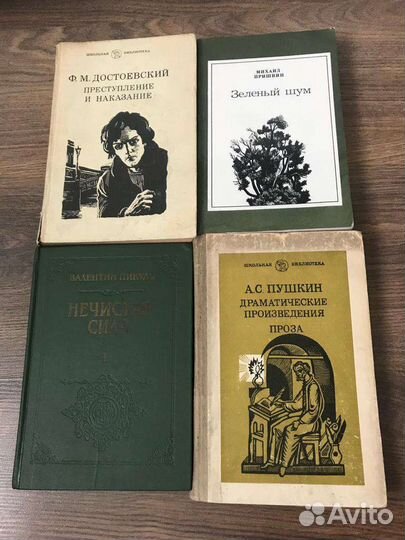 ШКОЛЬНАЯ БИБЛИОТЕКА
Ф. М. ДОСТОЕВСКИЙ
ПРЕСТУПЛЕНИЕ
И НАКАЗАНИЕ
МИХАИЛ
ПРИШВИН
Зеленый шум
ВАЛЕНТИН ПИКУЛЬ
НЕЧИСТАЯ
СИЛА
1
ШКОЛЬНАЯ БИБЛИОТЕКА
А.С. ПУШКИН
ДРАМАТИЧЕСКИЕ
ПРОИЗВЕДЕНИЯ
ПРОЗА
Avito